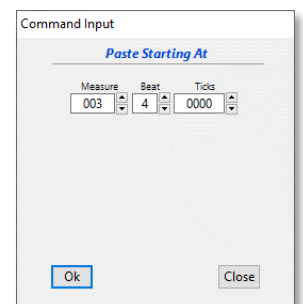 Command Input
Paste Starting At
Measure Beat Ticks
003 4 0000
Ok Close